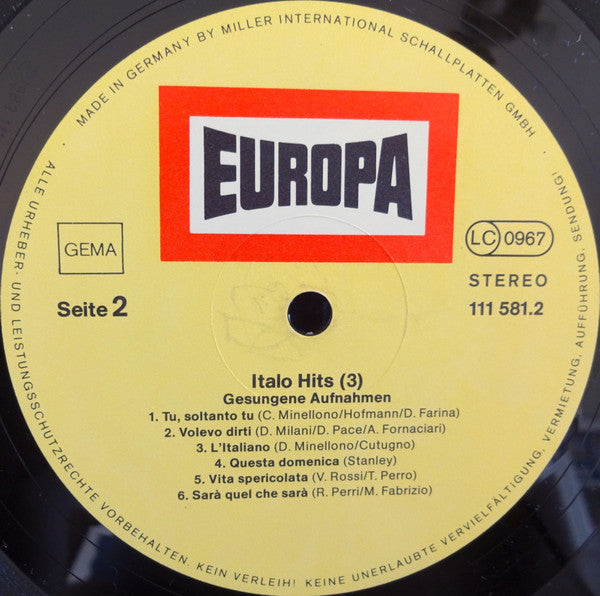 MADE IN GERMANY BY MILLER INTERNATIONAL SCHALLPLATTEN GMBH
EUROPA
GEMA
LC 0967
STEREO
Seite 2
111 581.2
Italo Hits (3)
Gesungene Aufnahmen
1. Tu, soltanto tu (C. Minellono/Hofmann/D. Farina)
2. Volevo dirti (D. Milani/D. Pace/A. Fornaciari)
3. L'Italiano (D. Minellono/Cutugno)
4. Questa domenica (Stanley)
5. Vita spericolata (V. Rossi/T. Perro)
6. Sarà quel che sarà (R. Perri/M. Fabrizio)
ALLE URHEBER- UND LEISTUNGSSCHUTZRECHTE VORBEHALTEN. KEIN VERLEIH! KEINE UNERLAUBTE VERVIELFÄLTIGUNG, VERMIETUNG, AUFFÜHRUNG, SENDUNG!